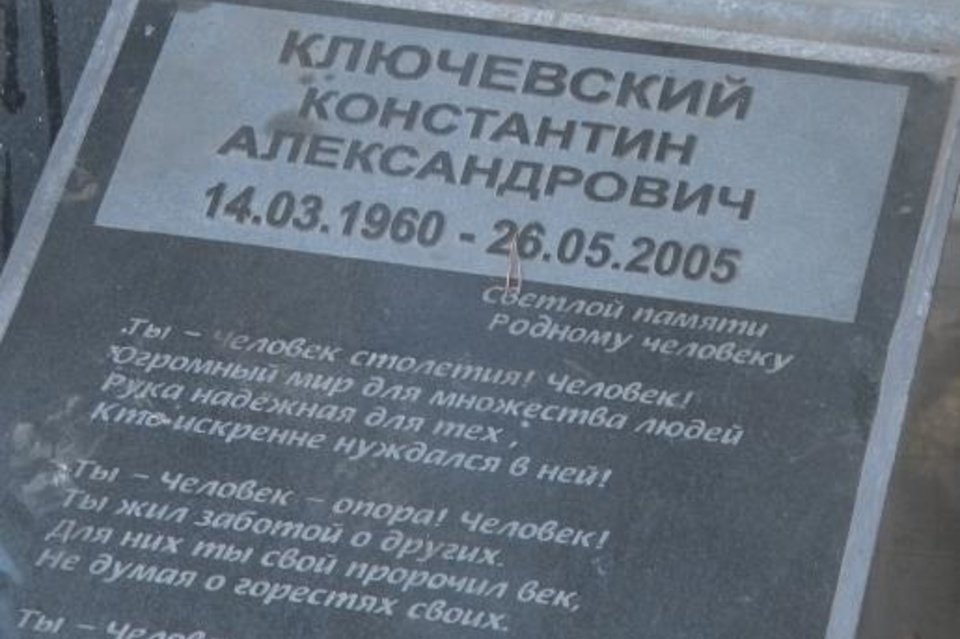 КЛЮЧЕВСКИЙ
КОНСТАНТИН
АЛЕКСАНДРОВИЧ
14.03.1960 - 26.05.2005
Светлой памяти
Родному человеку
Ты - Человек столетия! Человек!
Огромный мир для множества людей
Рука надежная для тех,
Кто искренне нуждался в ней!
Ты - Человек - опора! Человек!
Ты жил заботой о других.
Для них ты свой пророчил век,
Не думая о горестях своих.
Ты -